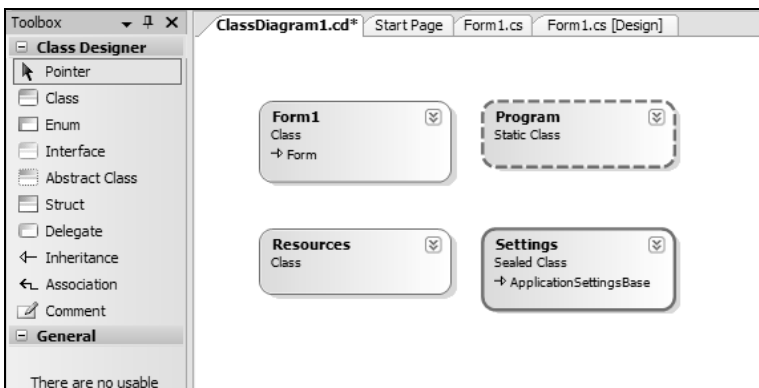 Toolbox
ClassDiagram1.cd* Start Page Form1.cs Form1.cs [Design]
Class Designer
Pointer
Class
Enum
Interface
Abstract Class
Struct
Delegate
Inheritance
Association
Comment
General
There are no usable
Form1
Class
Form
Program
Static Class
Resources
Class
Settings
Sealed Class
ApplicationSettingsBase